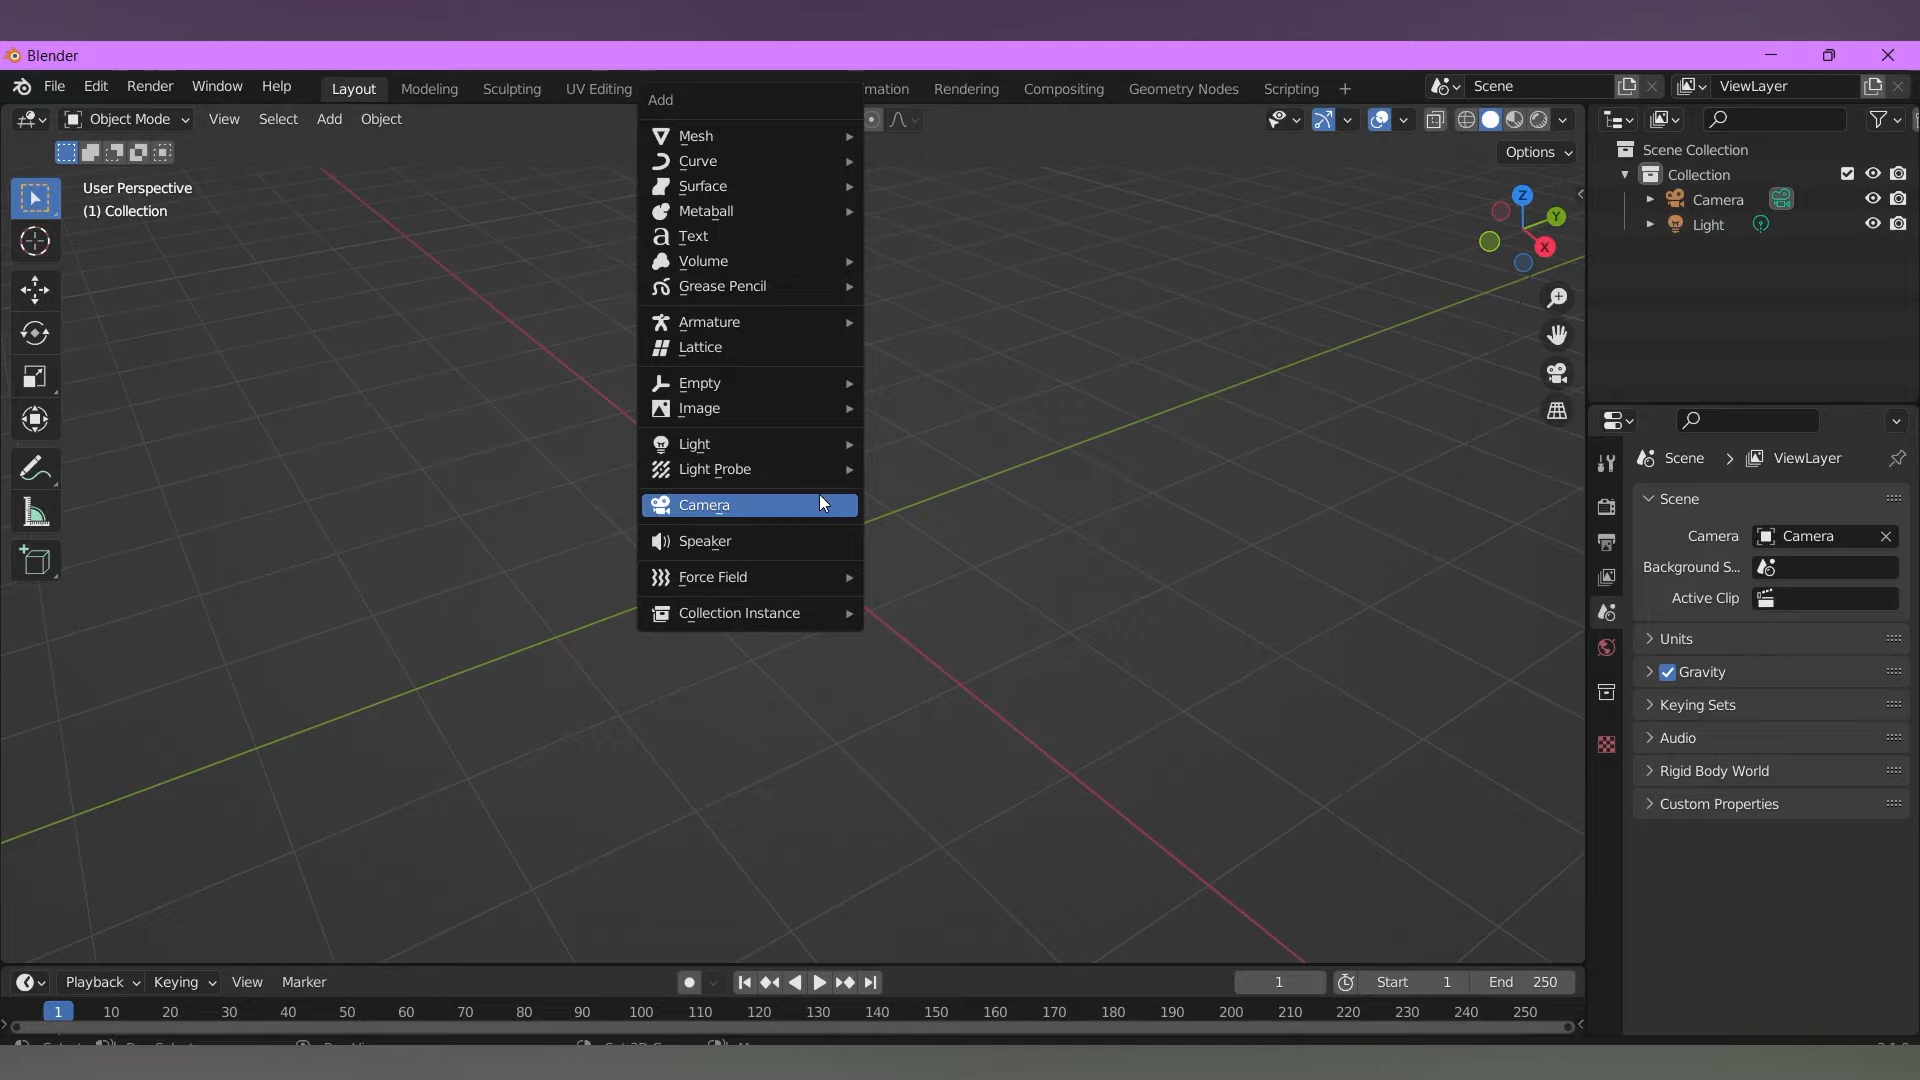 Blender
File Edit Render Window Help Layout Modeling Sculpting UV Editing mation Rendering Compositing Geometry Nodes Scripting + Scene ViewLayer
Object Mode View Select Add Object
Options
User Perspective
(1) Collection
Add
Mesh
Curve
Surface
Metaball
Text
Volume
Grease Pencil
Armature
Lattice
Empty
Image
Light
Light Probe
Camera
Speaker
Force Field
Collection Instance
Z
Y
X
Scene Collection
Collection
Camera
Light
Scene > ViewLayer
Scene
Camera Camera
Background S...
Active Clip
Units
Gravity
Keying Sets
Audio
Rigid Body World
Custom Properties
Playback Keying View Marker 1 Start 1 End 250
1 10 20 30 40 50 60 70 80 90 100 110 120 130 140 150 160 170 180 190 200 210 220 230 240 250